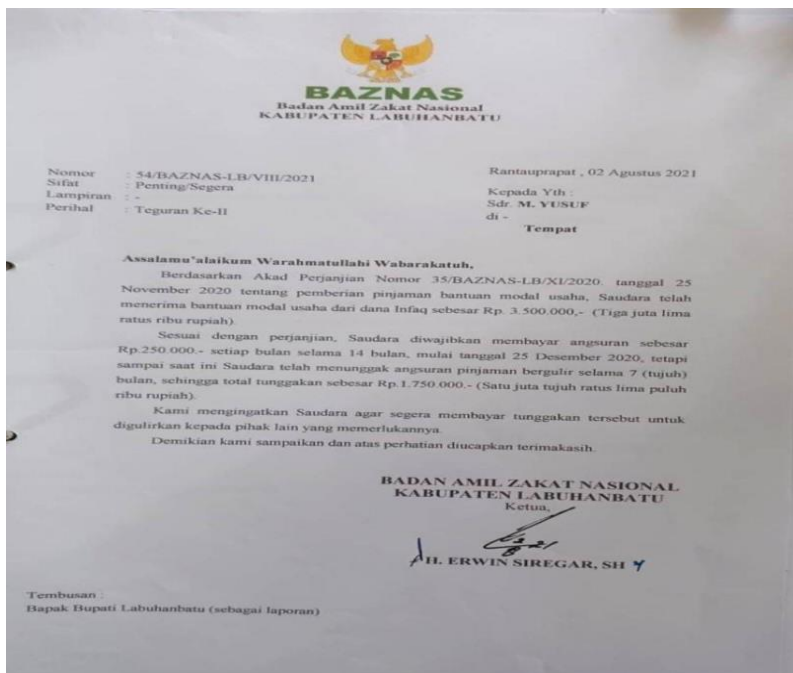 BAZNAS
Badan Amil Zakat Nasional
KABUPATEN LABUHANBATU
Nomor : 54/BAZNAS-LB/VIII/2021
Sifat : Penting/Segera
Lampiran : -
Perihal : Teguran Ke-II
Rantauprapat , 02 Agustus 2021
Kepada Yth :
Sdr. M. YUSUF
di -
Tempat
Assalamu'alaikum Warahmatullahi Wabarakatuh,
Berdasarkan Akad Perjanjian Nomor 35/BAZNAS-LB/XI/2020, tanggal 25
November 2020 tentang pemberian pinjaman bantuan modal usaha, Saudara telah
menerima bantuan modal usaha dari dana Infaq sebesar Rp. 3.500.000,- (Tiga juta lima
ratus ribu rupiah).
Sesuai dengan perjanjian, Saudara diwajibkan membayar angsuran sebesar
Rp.250.000.- setiap bulan selama 14 bulan, mulai tanggal 25 Desember 2020, tetapi
sampai saat ini Saudara telah menunggak angsuran pinjaman bergulir selama 7 (tujuh)
bulan, sehingga total tunggakan sebesar Rp.1.750.000.- (Satu juta tujuh ratus lima puluh
ribu rupiah).
Kami mengingatkan Saudara agar segera membayar tunggakan tersebut untuk
digulirkan kepada pihak lain yang memerlukannya.
Demikian kami sampaikan dan atas perhatian diucapkan terimakasih.
BADAN AMIL ZAKAT NASIONAL
KABUPATEN LABUHANBATU
Ketua,
H. ERWIN SIREGAR, SH
Tembusan :
Bapak Bupati Labuhanbatu (sebagai laporan)